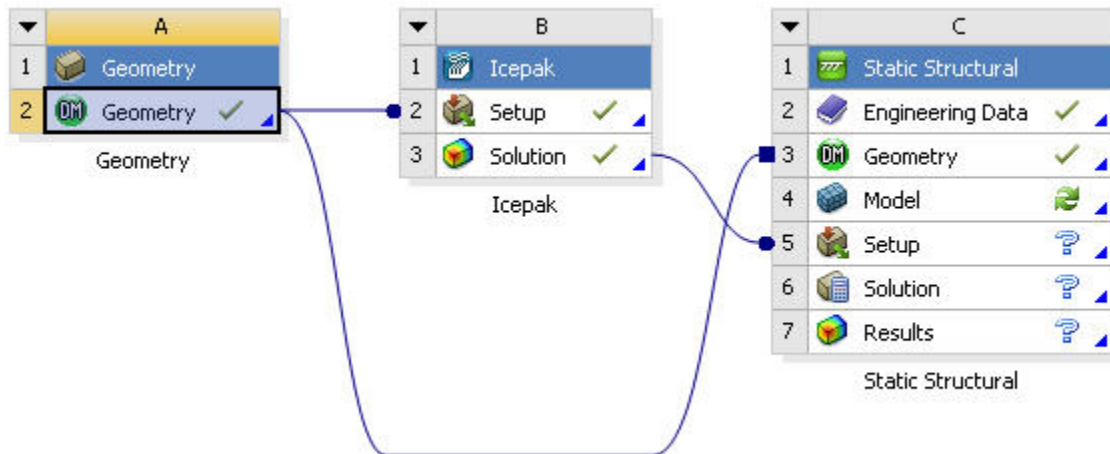 A
1 Geometry
2 DM Geometry
Geometry
B
1 Icepak
2 Setup
3 Solution
Icepak
C
1 Static Structural
2 Engineering Data
3 DM Geometry
4 Model
5 Setup ?
6 Solution ?
7 Results ?
Static Structural